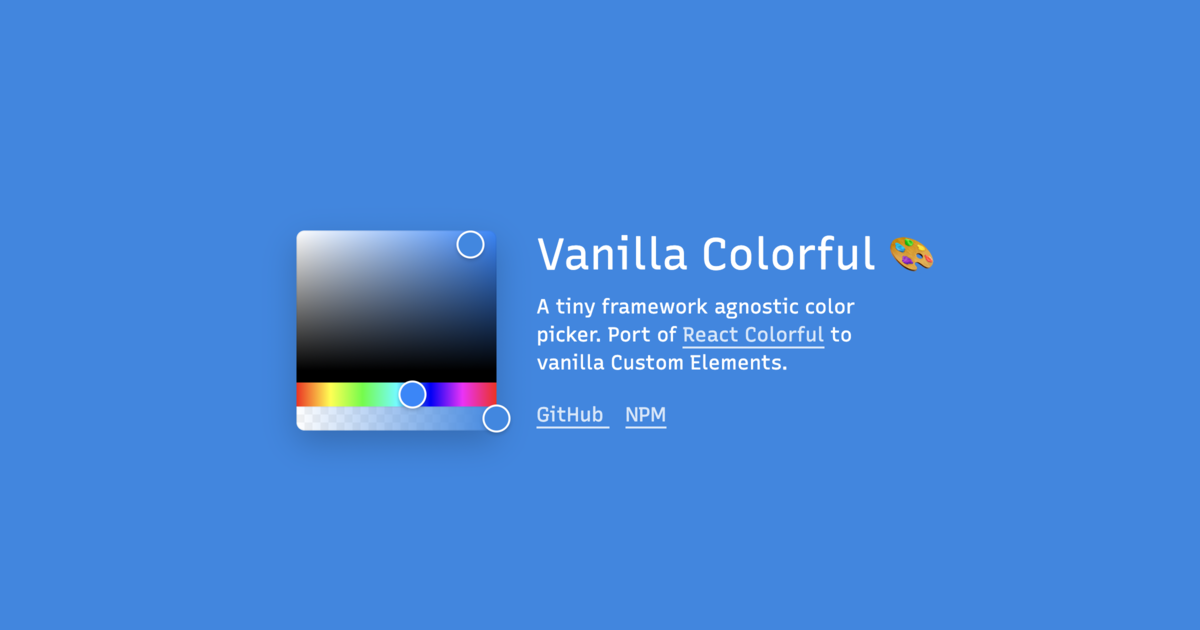 Vanilla Colorful 🎨
A tiny framework agnostic color
picker. Port of React Colorful to
vanilla Custom Elements.
GitHub NPM